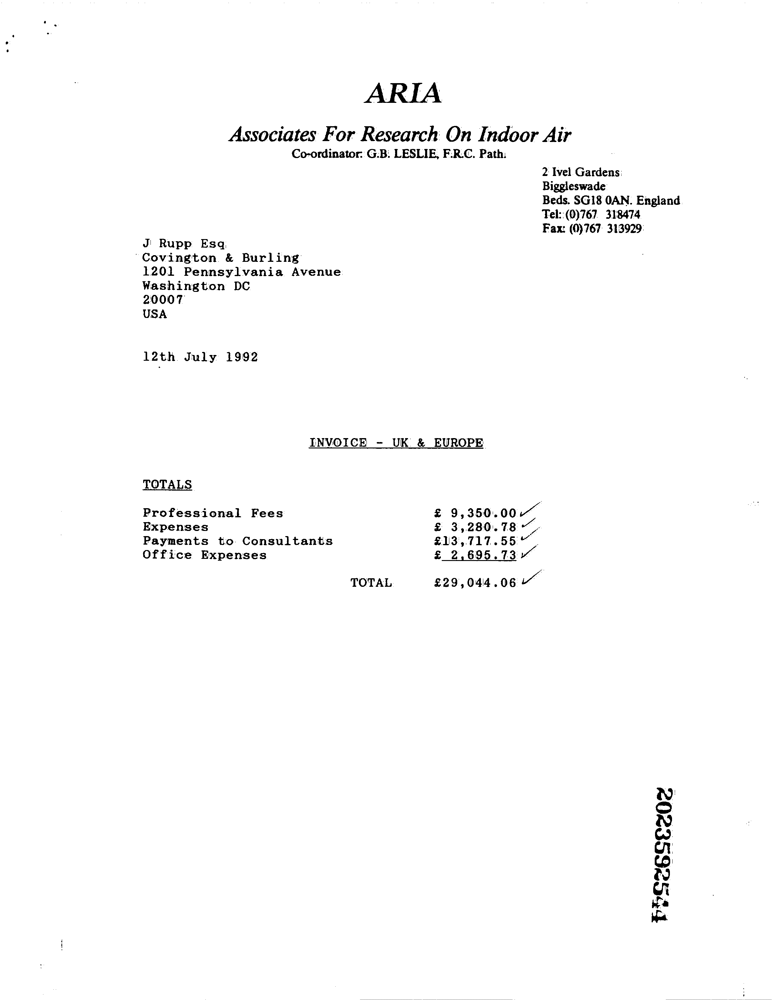 ARIA
Associates For Research On Indoor Air
Co-ordinator: G.B. LESLIE, F.R.C. Path.
2 Ivel Gardens
Biggleswade
Beds. SG18 0AN. England
Tel: (0)767 318474
Fax: (0)767 313929
J Rupp Esq
Covington & Burling
1201 Pennsylvania Avenue
Washington DC
20007
USA
12th July 1992
INVOICE - UK & EUROPE
TOTALS
Professional Fees £ 9,350.00
Expenses £ 3,280.78
Payments to Consultants £13,717.55
Office Expenses £ 2,695.73
TOTAL £29,044.06
2023592544